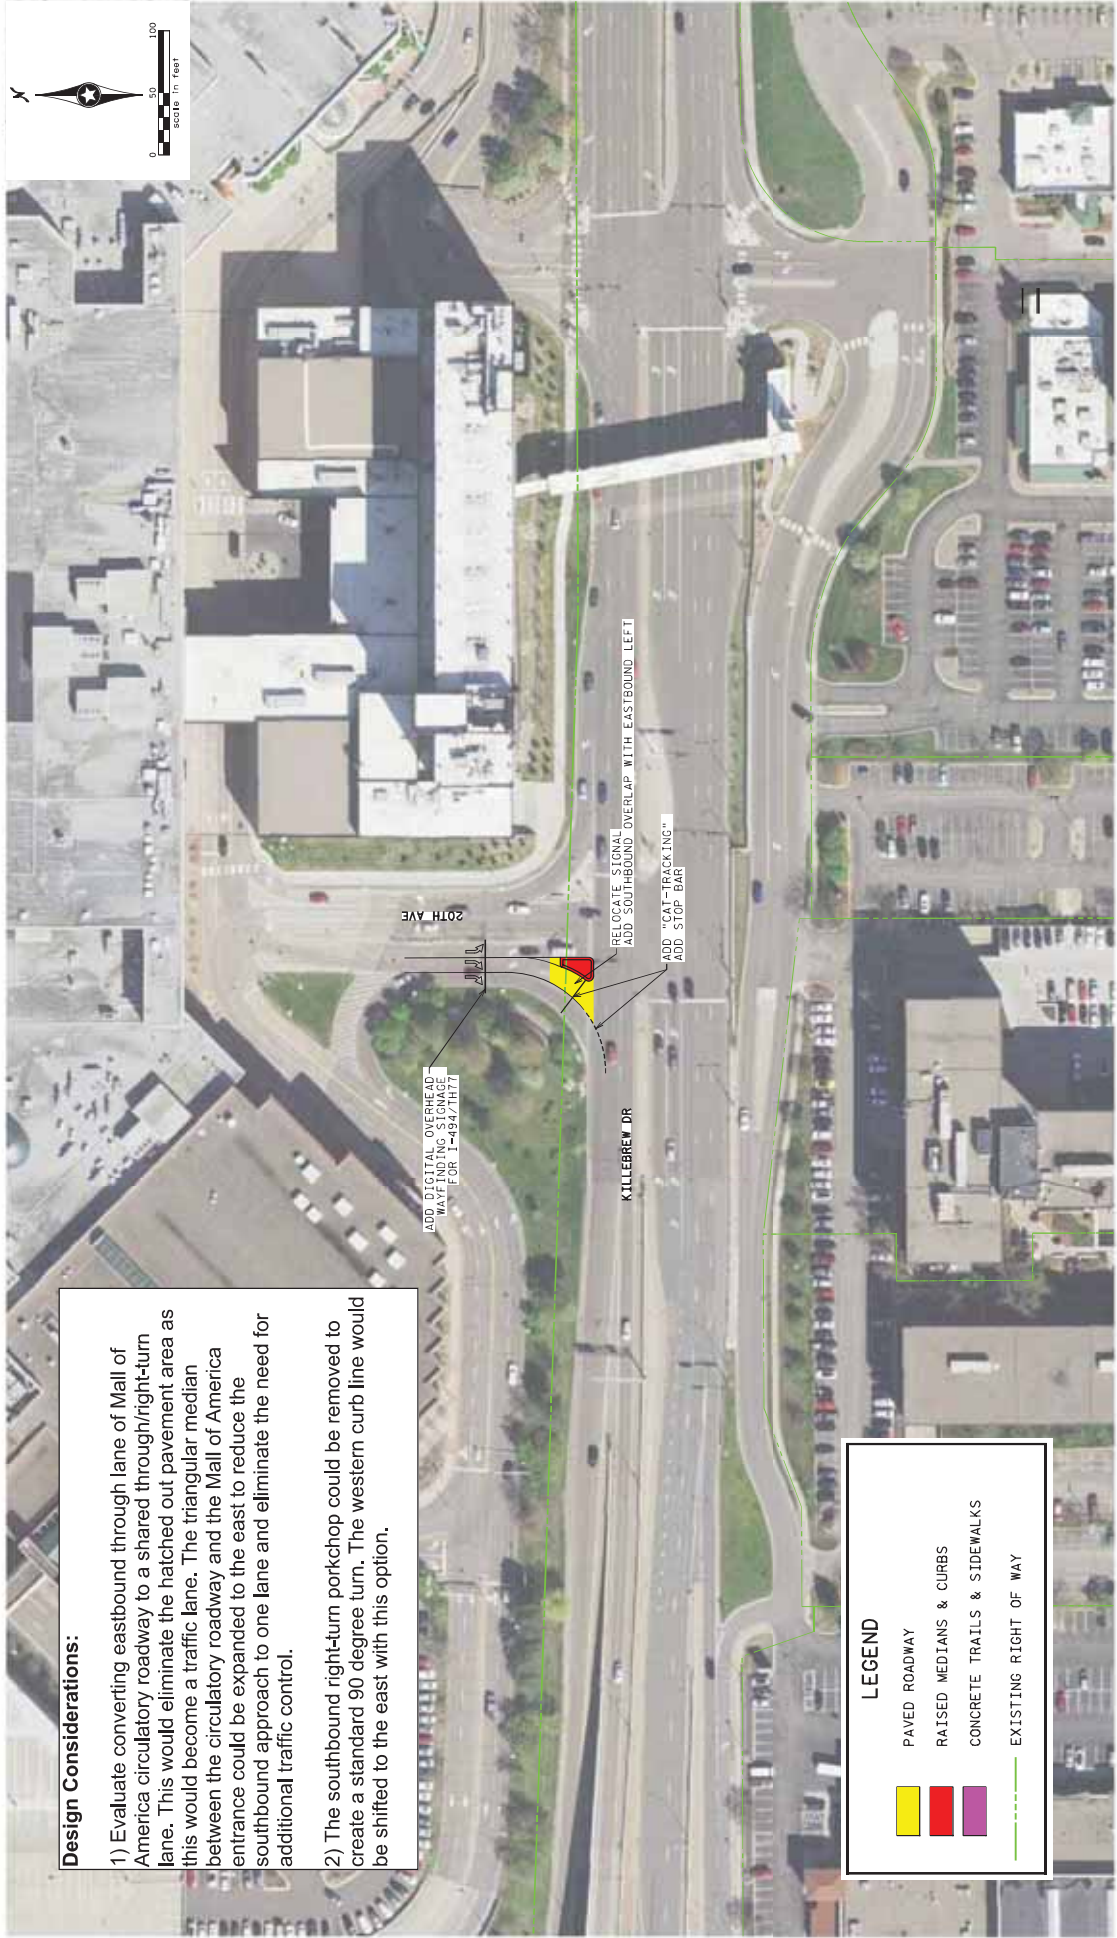 Design Considerations:
1) Evaluate converting eastbound through lane of Mall of
America circulatory roadway to a shared through/right-turn
lane. This would eliminate the hatched out pavement area as
this would become a traffic lane. The triangular median
between the circulatory roadway and the Mall of America
entrance could be expanded to the east to reduce the
southbound approach to one lane and eliminate the need for
additional traffic control.
2) The southbound right-turn porkchop could be removed to
create a standard 90 degree turn. The western curb line would
be shifted to the east with this option.
N
0 50 100
scale in feet
ADD DIGITAL OVERHEAD
WAYFINDING SIGNAGE
FOR I-494/TH77
20TH AVE
RELOCATE SIGNAL
ADD SOUTHBOUND OVERLAP WITH EASTBOUND LEFT
ADD "CAT-TRACKING"
ADD STOP BAR
KILLEBREW DR
LEGEND
PAVED ROADWAY
RAISED MEDIANS & CURBS
CONCRETE TRAILS & SIDEWALKS
EXISTING RIGHT OF WAY